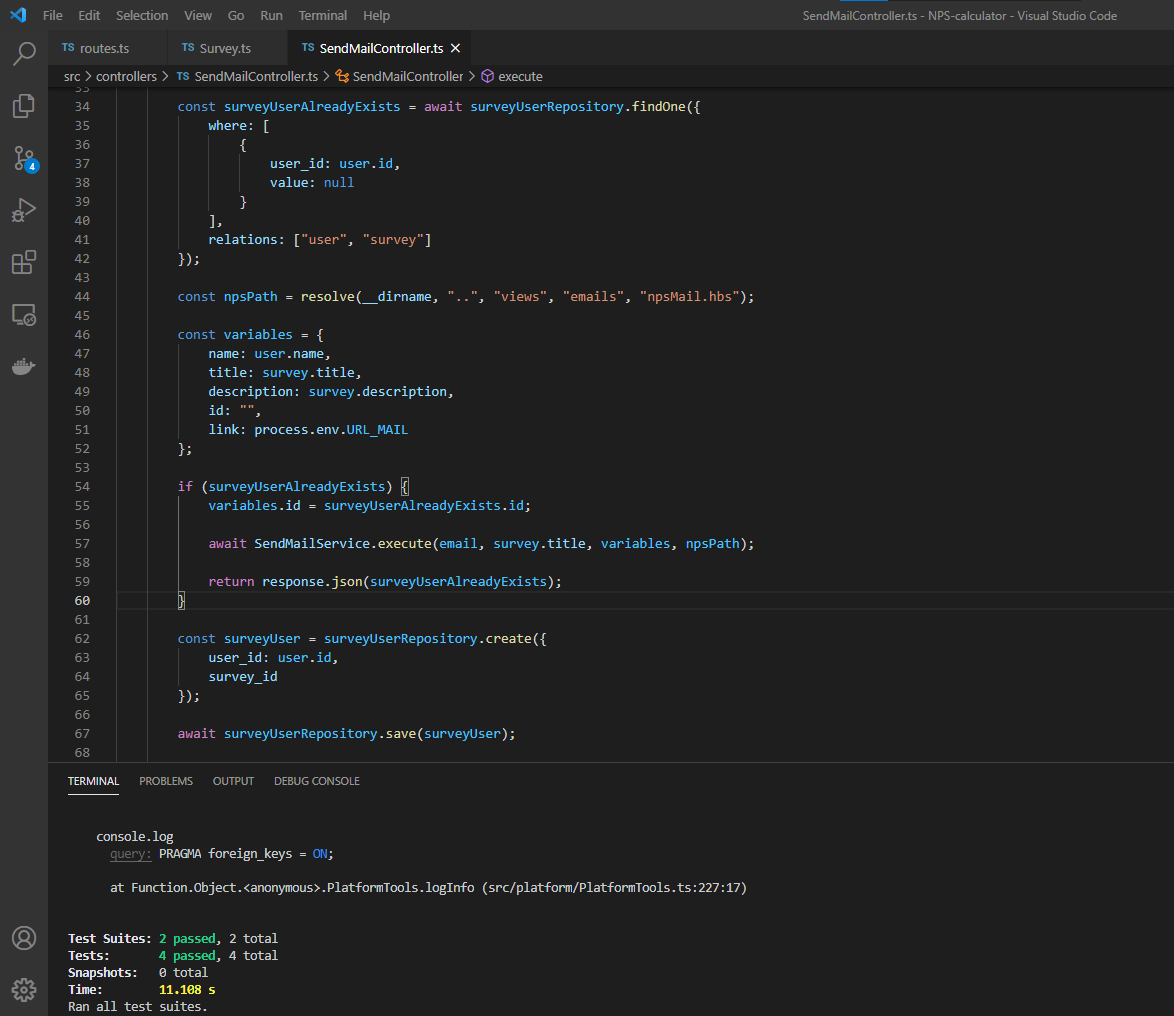 File Edit Selection View Go Run Terminal Help SendMailController.ts - NPS-calculator - Visual Studio Code
TS routes.ts TS Survey.ts TS SendMailController.ts ×
src > controllers > TS SendMailController.ts > SendMailController > execute
33
34 const surveyUserAlreadyExists = await surveyUserRepository.findOne({
35 where: [
36 {
37 user_id: user.id,
38 value: null
39 }
40 ],
41 relations: ["user", "survey"]
42 });
43
44 const npsPath = resolve(__dirname, "..", "views", "emails", "npsMail.hbs");
45
46 const variables = {
47 name: user.name,
48 title: survey.title,
49 description: survey.description,
50 id: "",
51 link: process.env.URL_MAIL
52 };
53
54 if (surveyUserAlreadyExists) {
55 variables.id = surveyUserAlreadyExists.id;
56
57 await SendMailService.execute(email, survey.title, variables, npsPath);
58
59 return response.json(surveyUserAlreadyExists);
60 }
61
62 const surveyUser = surveyUserRepository.create({
63 user_id: user.id,
64 survey_id
65 });
66
67 await surveyUserRepository.save(surveyUser);
68
4
TERMINAL PROBLEMS OUTPUT DEBUG CONSOLE
console.log
query: PRAGMA foreign_keys = ON;
at Function.Object.<anonymous>.PlatformTools.logInfo (src/platform/PlatformTools.ts:227:17)
Test Suites: 2 passed, 2 total
Tests: 4 passed, 4 total
Snapshots: 0 total
Time: 11.108 s
Ran all test suites.